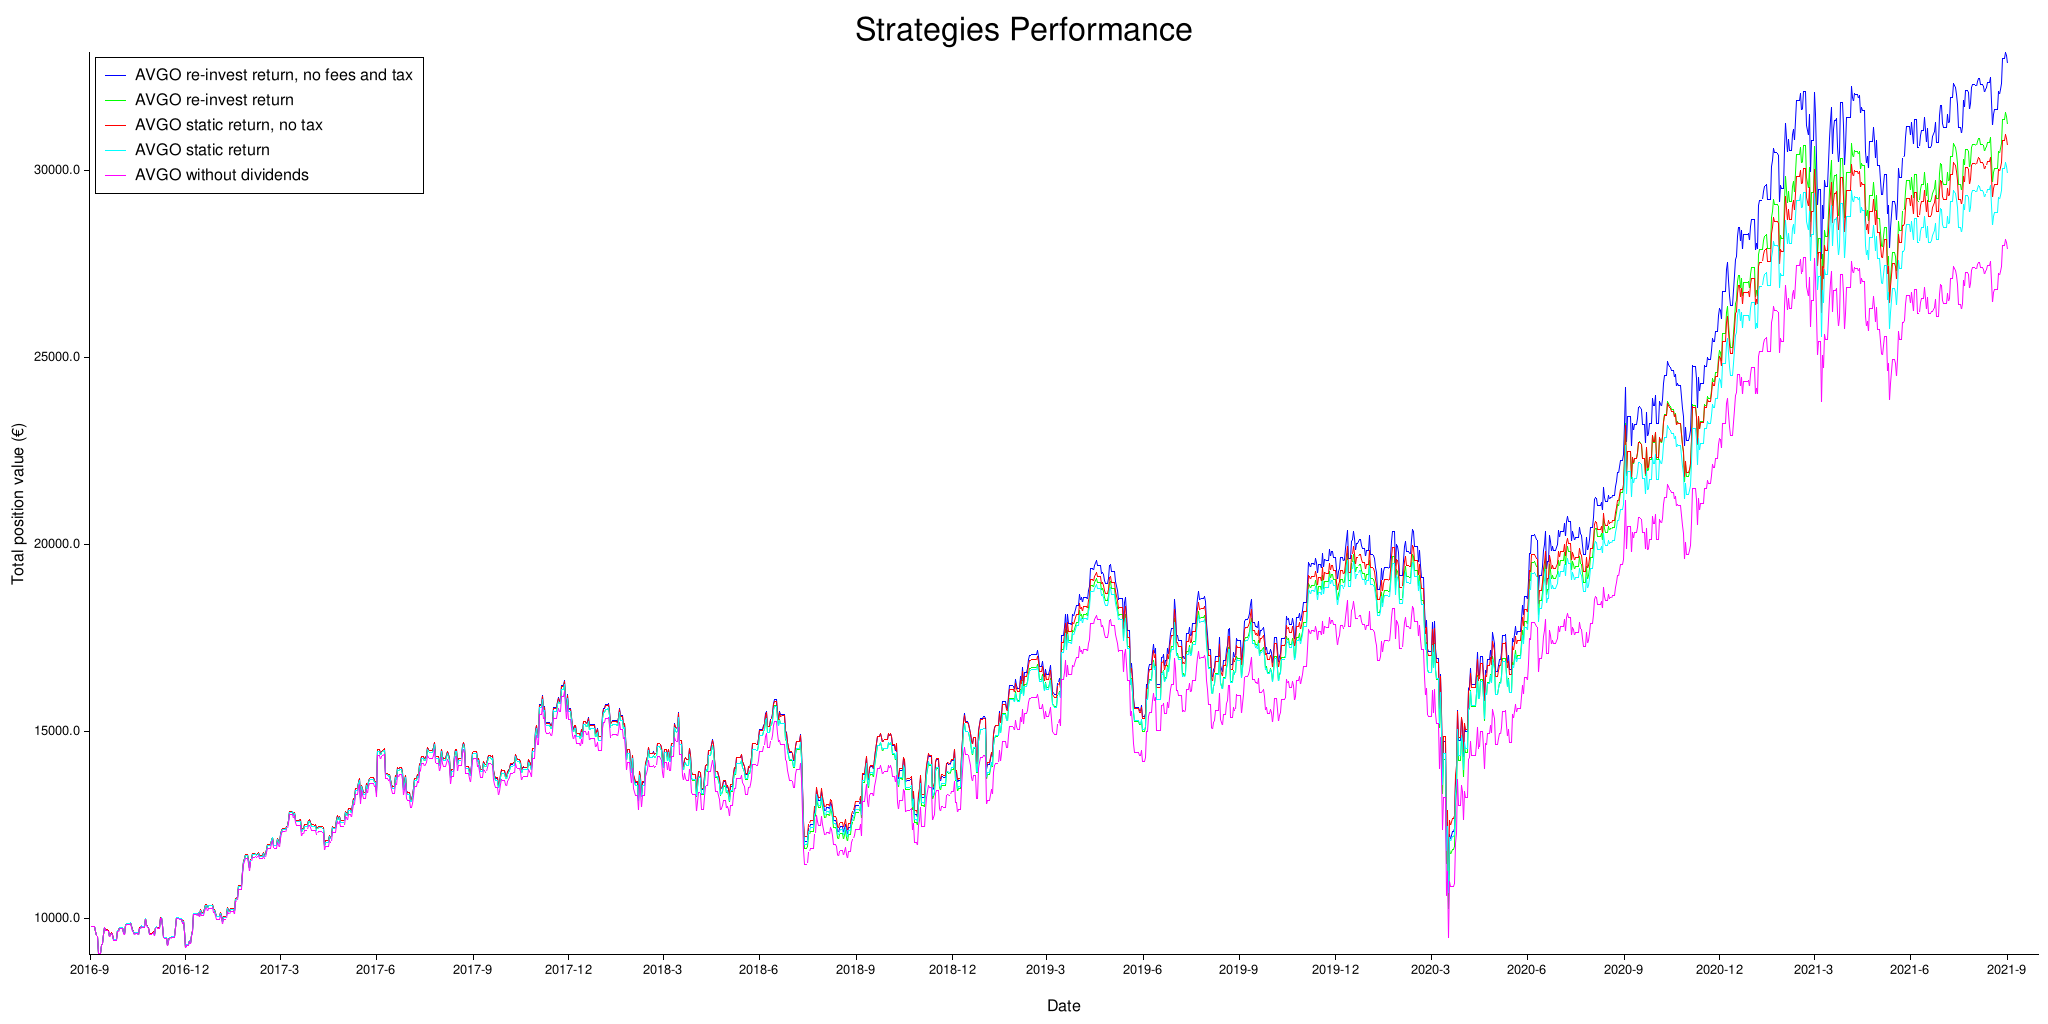 Strategies Performance
AVGO re-invest return, no fees and tax
AVGO re-invest return
AVGO static return, no tax
AVGO static return
AVGO without dividends
Total position value (€)
30000.0
25000.0
20000.0
15000.0
10000.0
2016-9 2016-12 2017-3 2017-6 2017-9 2017-12 2018-3 2018-6 2018-9 2018-12 2019-3 2019-6 2019-9 2019-12 2020-3 2020-6 2020-9 2020-12 2021-3 2021-6 2021-9
Date